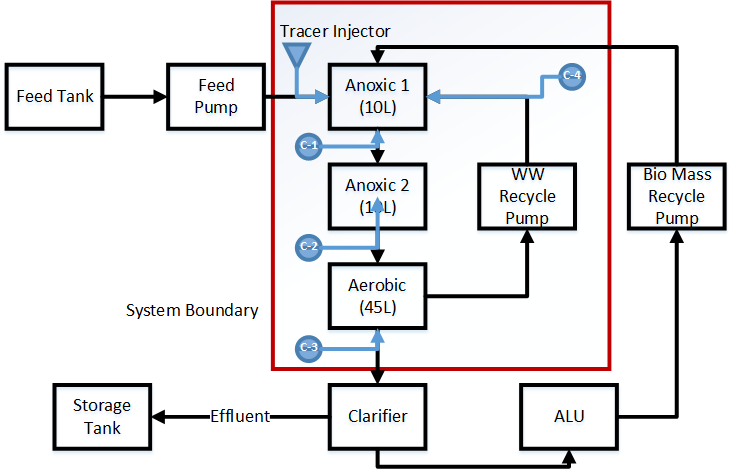 Tracer Injector
Feed Tank
Feed
Pump
Anoxic 1
(10L)
C-4
C-1
Anoxic 2
WW
Recycle
Pump
Bio Mass
Recycle
Pump
C-2
Aerobic
(45L)
System Boundary
C-3
Storage
Tank
Effluent
Clarifier
ALU